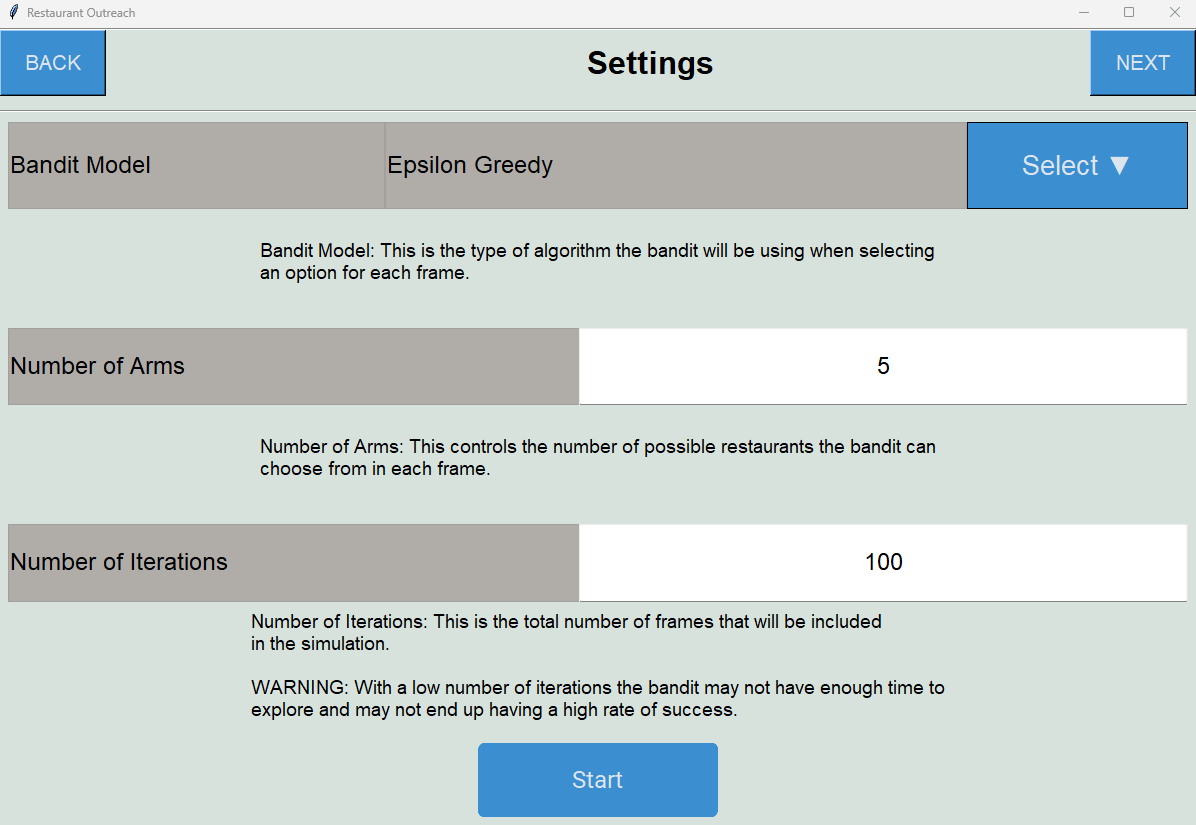 Restaurant Outreach
BACK
Settings
NEXT
Bandit Model
Epsilon Greedy
Select ▼
Bandit Model: This is the type of algorithm the bandit will be using when selecting
an option for each frame.
Number of Arms
5
Number of Arms: This controls the number of possible restaurants the bandit can
choose from in each frame.
Number of Iterations
100
Number of Iterations: This is the total number of frames that will be included
in the simulation.
WARNING: With a low number of iterations the bandit may not have enough time to
explore and may not end up having a high rate of success.
Start